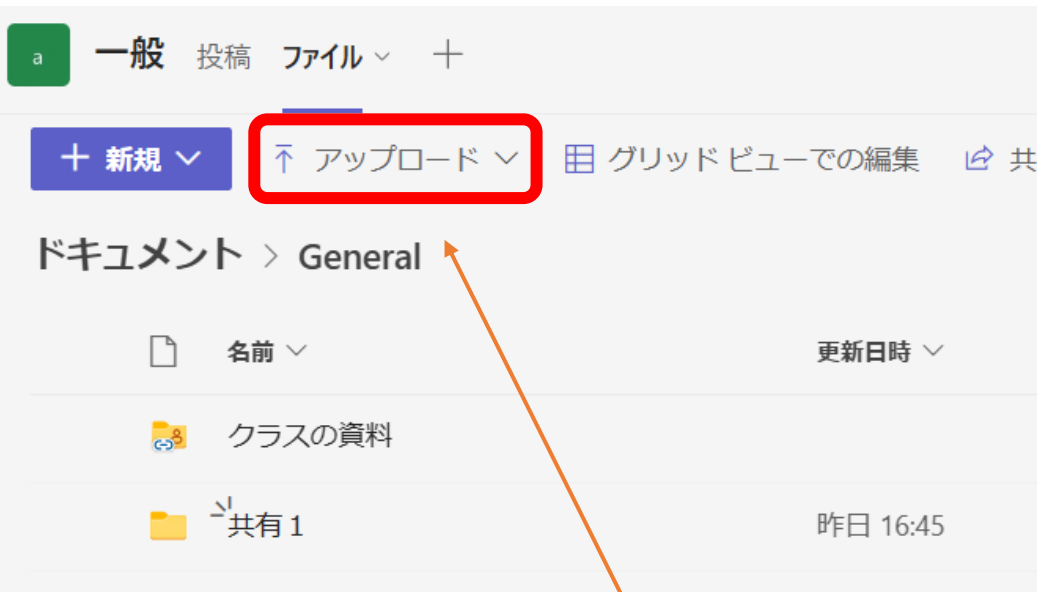 a 一般 投稿 ファイル
新規 アップロード グリッド ビューでの編集 共
ドキュメント > General
名前 更新日時
クラスの資料
共有 1 昨日 16:45